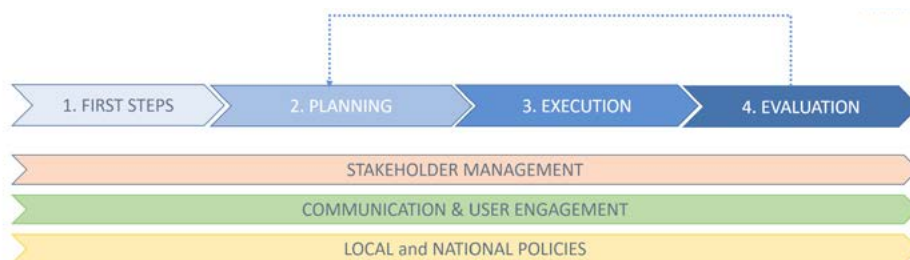 1. FIRST STEPS
2. PLANNING
3. EXECUTION
4. EVALUATION
STAKEHOLDER MANAGEMENT
COMMUNICATION & USER ENGAGEMENT
LOCAL and NATIONAL POLICIES